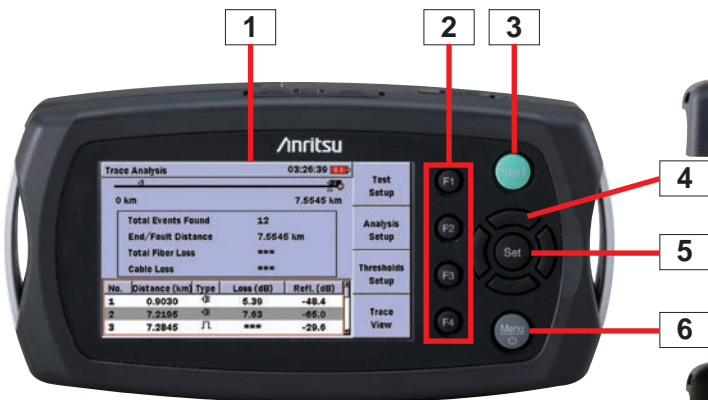 1
2
3
4
5
6
Anritsu
Trace Analysis 03:26:39
0 km 7.5545 km
Total Events Found 12
End/Fault Distance 7.5545 km
Total Fiber Loss ***
Cable Loss ***
No. Distance (km) Type Loss (dB) Refl. (dB)
1 0.9030 5.39 -48.4
2 7.2195 7.63 -65.0
3 7.2845 *** -29.6
Test
Setup
Analysis
Setup
Thresholds
Setup
Trace
View
F1
F2
F3
F4
Start
Set
Menu